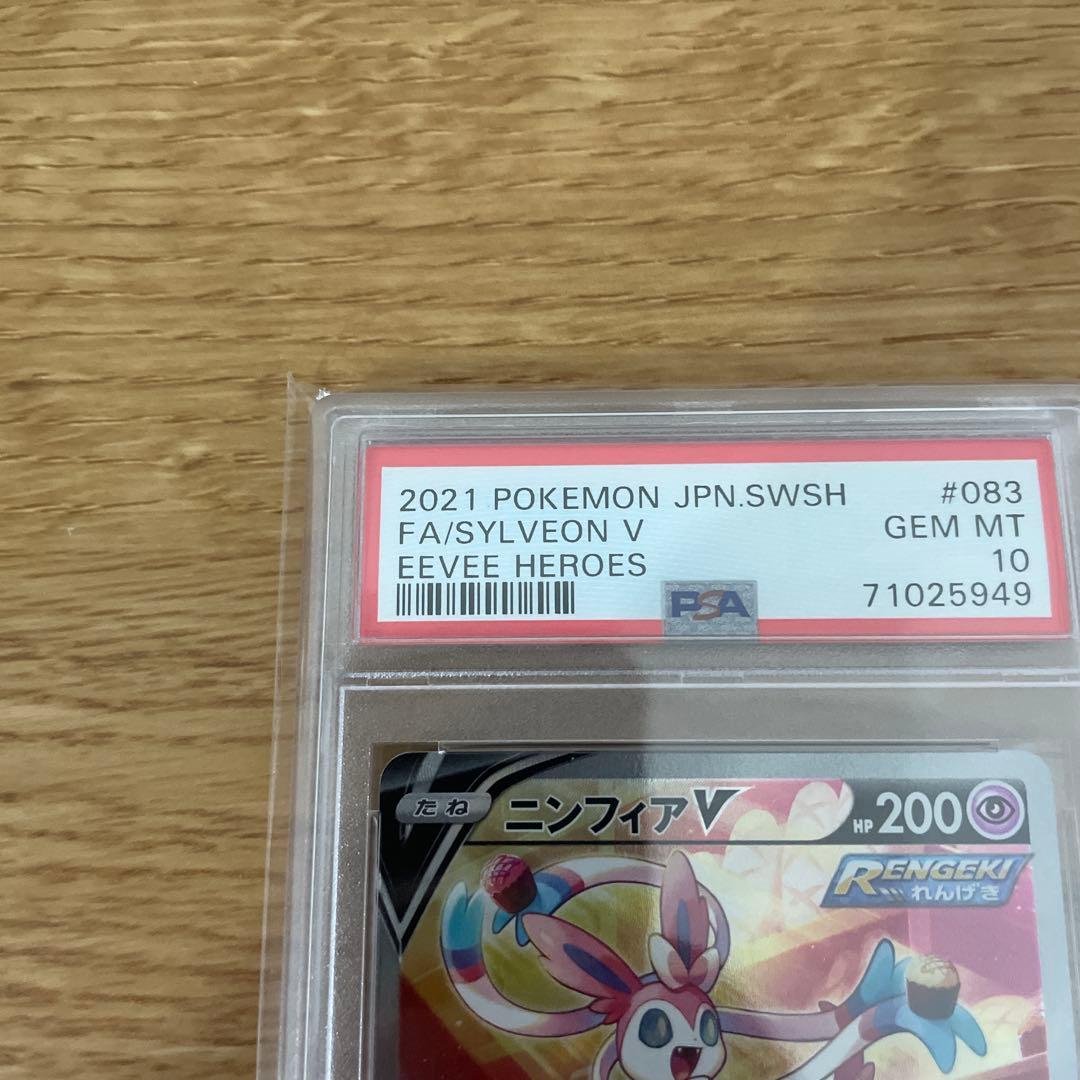 2021 POKEMON JPN.SWSH #083
FA/SYLVEON V GEM MT
EEVEE HEROES 10
PSA 71025949
たね ニンフィアV HP 200
RENGEKI
れんげき